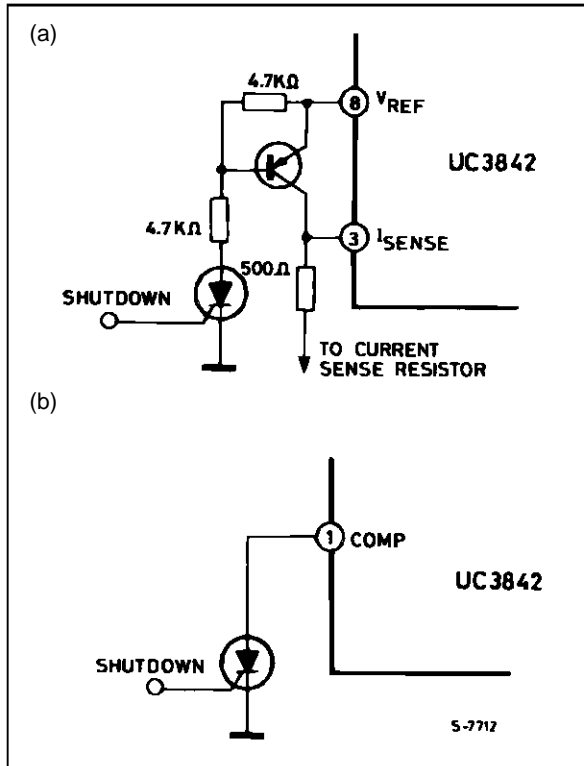 (a)
4.7KΩ
8 VREF
UC3842
4.7KΩ
3 ISENSE
500Ω
SHUTDOWN
TO CURRENT
SENSE RESISTOR
(b)
1 COMP
UC3842
SHUTDOWN
S-7712